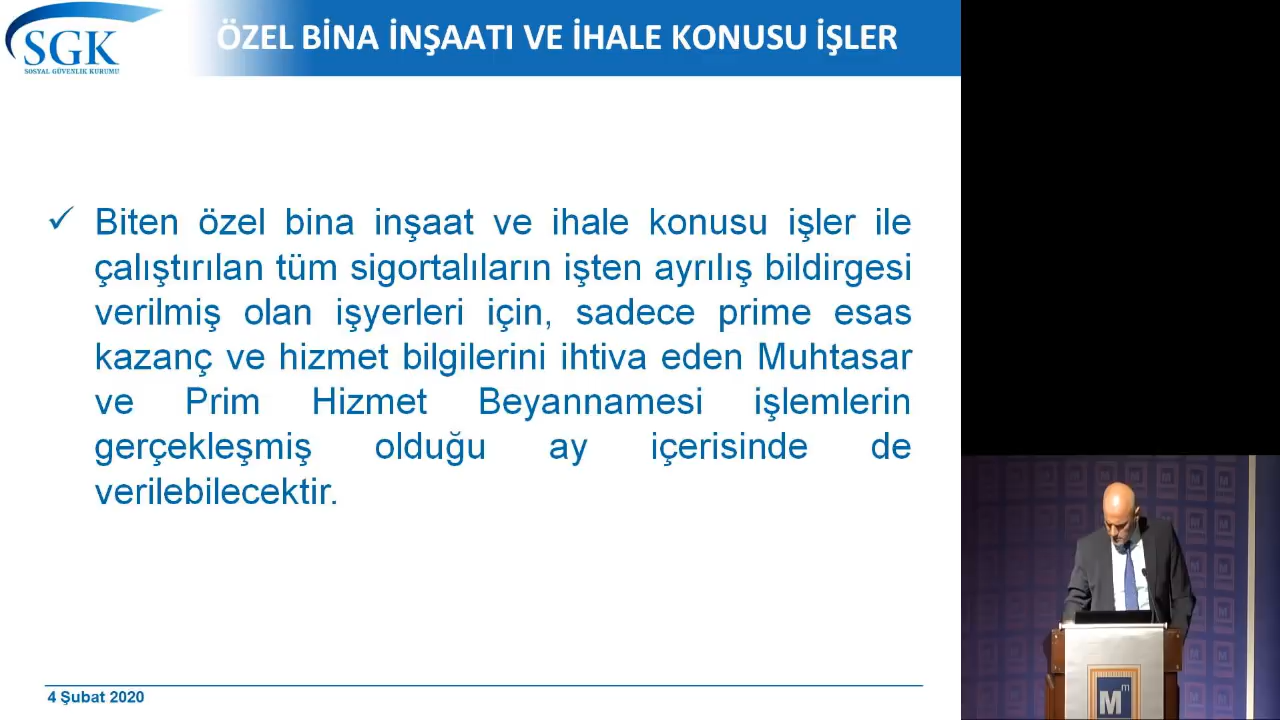 SGK
SOSYAL GÜVENLİK KURUMU
ÖZEL BİNA İNŞAATI VE İHALE KONUSU İŞLER
✓ Biten özel bina inşaat ve ihale konusu işler ile
çalıştırılan tüm sigortalıların işten ayrılış bildirgesi
verilmiş olan işyerleri için, sadece prime esas
kazanç ve hizmet bilgilerini ihtiva eden Muhtasar
ve Prim Hizmet Beyannamesi işlemlerin
gerçekleşmiş olduğu ay içerisinde de
verilebilecektir.
4 Şubat 2020
Mm